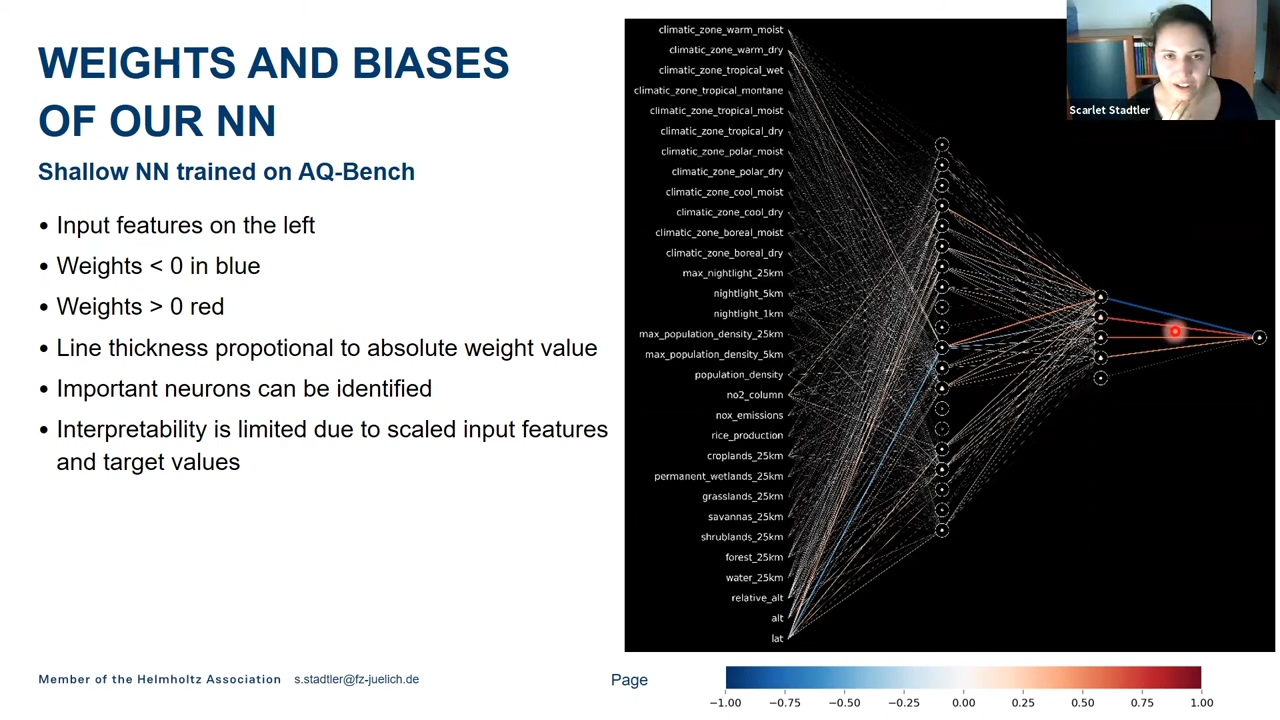 WEIGHTS AND BIASES
OF OUR NN
Shallow NN trained on AQ-Bench
• Input features on the left
• Weights < 0 in blue
• Weights > 0 red
• Line thickness propotional to absolute weight value
• Important neurons can be identified
• Interpretability is limited due to scaled input features
and target values
climatic_zone_warm_moist
climatic_zone_warm_dry
climatic_zone_tropical_wet
climatic_zone_tropical_montane
climatic_zone_tropical_moist
climatic_zone_tropical_dry
climatic_zone_polar_moist
climatic_zone_polar_dry
climatic_zone_cool_moist
climatic_zone_cool_dry
climatic_zone_boreal_moist
climatic_zone_boreal_dry
max_nightlight_25km
nightlight_5km
nightlight_1km
max_population_density_25km
max_population_density_5km
population_density
no2_column
nox_emissions
rice_production
croplands_25km
permanent_wetlands_25km
grasslands_25km
savannas_25km
shrublands_25km
forest_25km
water_25km
relative_alt
alt
lat
Scarlet Stadtler
Member of the Helmholtz Association s.stadtler@fz-juelich.de Page
−1.00 −0.75 −0.50 −0.25 0.00 0.25 0.50 0.75 1.00